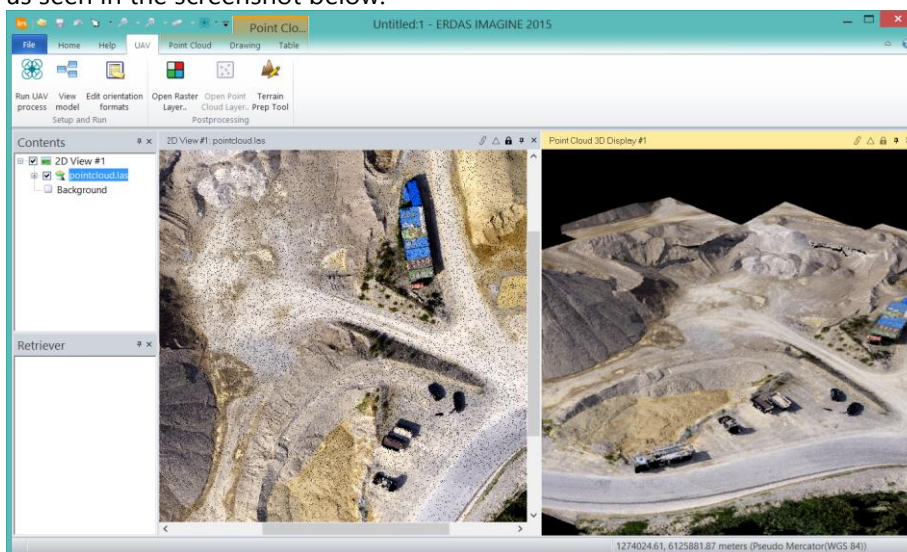 as seen in the screenshot below.
Point Clo...
Untitled:1 - ERDAS IMAGINE 2015
File Home Help UAV Point Cloud Drawing Table
Run UAV process
View model
Edit orientation formats
Open Raster Layer..
Open Point Cloud Layer..
Terrain Prep Tool
Setup and Run
Postprocessing
Contents
2D View #1: pointcloud.las
Point Cloud 3D Display #1
2D View #1
pointcloud.las
Background
Retriever
1274024.61, 6125881.87 meters (Pseudo Mercator(WGS 84))